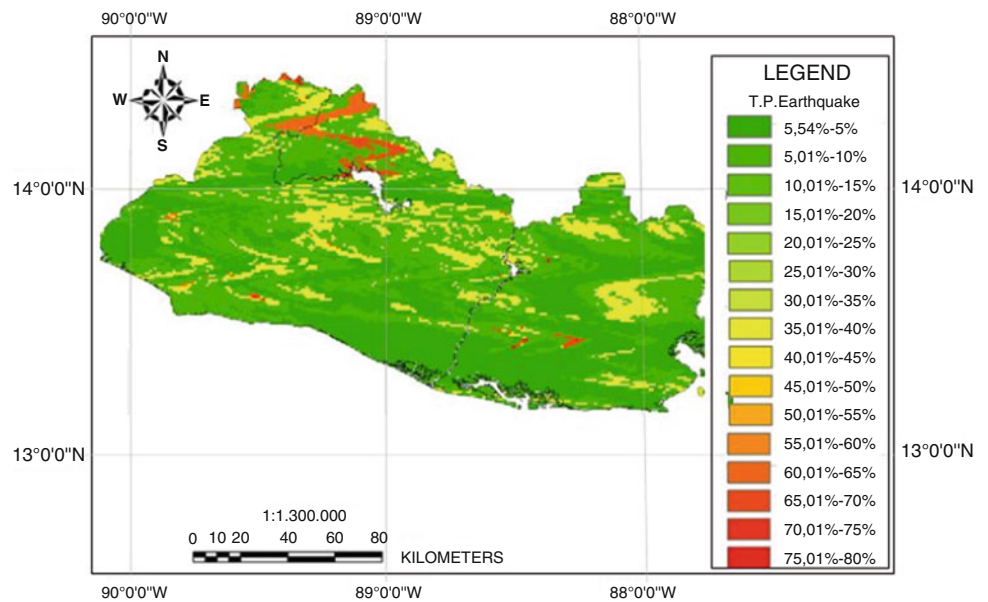 90°0'0"W 89°0'0"W 88°0'0"W
N
W E
S
LEGEND
T.P.Earthquake
5,54%-5%
5,01%-10%
10,01%-15%
15,01%-20%
20,01%-25%
25,01%-30%
30,01%-35%
35,01%-40%
40,01%-45%
45,01%-50%
50,01%-55%
55,01%-60%
60,01%-65%
65,01%-70%
70,01%-75%
75,01%-80%
14°0'0"N 14°0'0"N
13°0'0"N 13°0'0"N
1:1.300.000
0 10 20 40 60 80
KILOMETERS
90°0'0"W 89°0'0"W 88°0'0"W